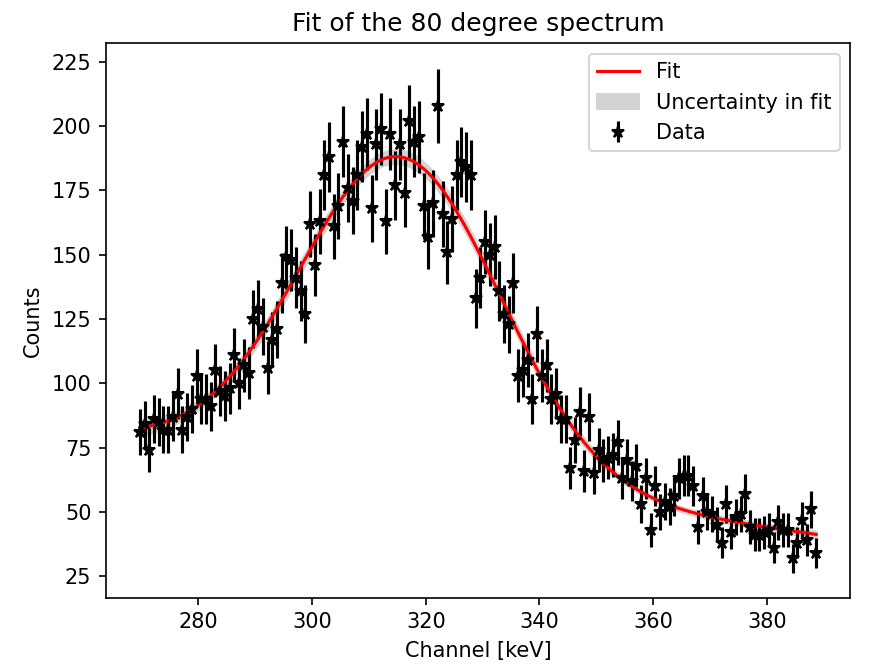 Fit of the 80 degree spectrum
225
200
175
150
125
100
75
50
25
Counts
Fit
Uncertainty in fit
Data
280
300
320
340
360
380
Channel [keV]